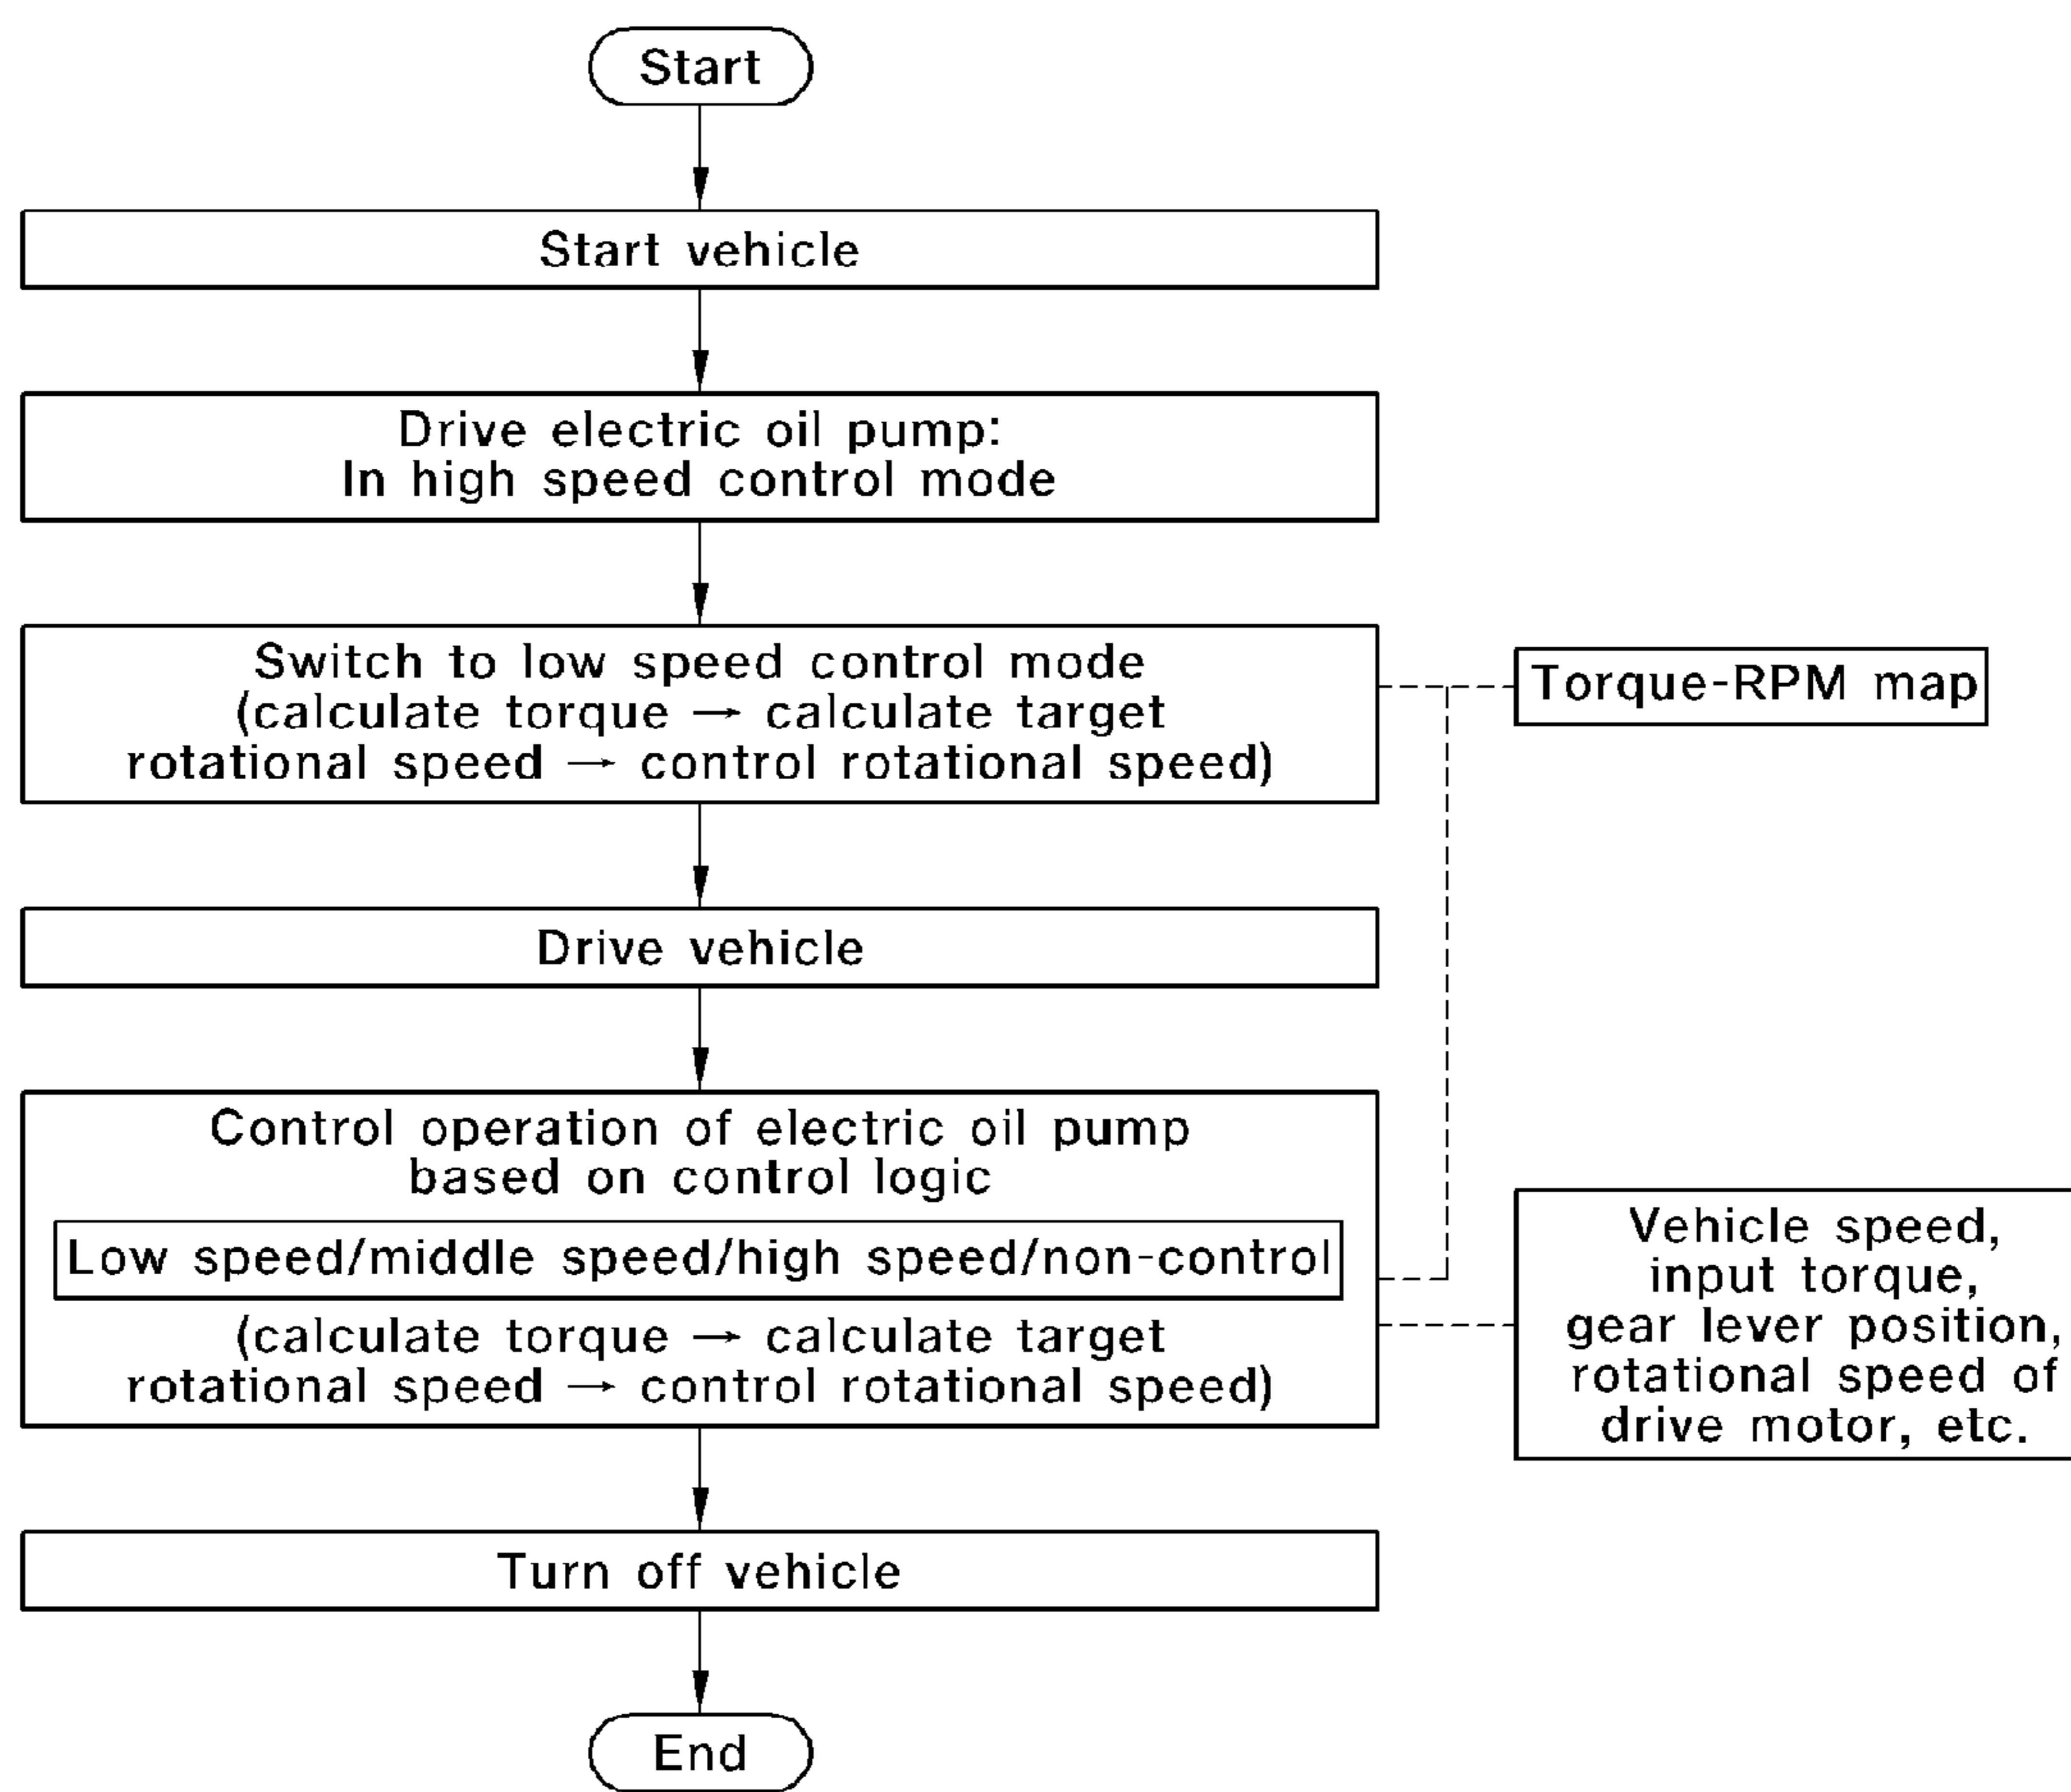 Start
Start vehicle
Drive electric oil pump:
In high speed control mode
Switch to low speed control mode
(calculate torque → calculate target
rotational speed → control rotational speed)
Torque-RPM map
Drive vehicle
Control operation of electric oil pump
based on control logic
Low speed/middle speed/high speed/non-control
(calculate torque → calculate target
rotational speed → control rotational speed)
Vehicle speed,
input torque,
gear lever position,
rotational speed of
drive motor, etc.
Turn off vehicle
End